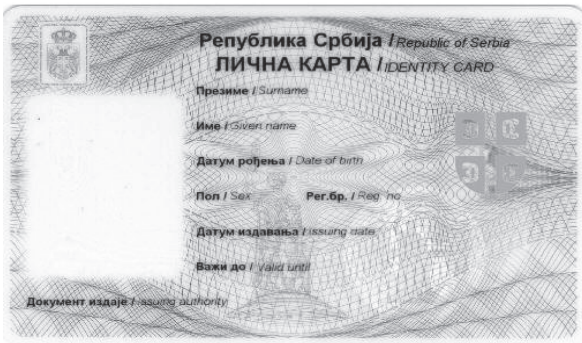 Република Србија / Republic of Serbia
ЛИЧНА КАРТА / IDENTITY CARD
Презиме / Surname
Име / Given name
Датум рођења / Date of birth
Пол / Sex Рег.бр. / Reg. no
Датум издавања / Issuing date
Важи до / Valid until
Документ издаје / Issuing authority